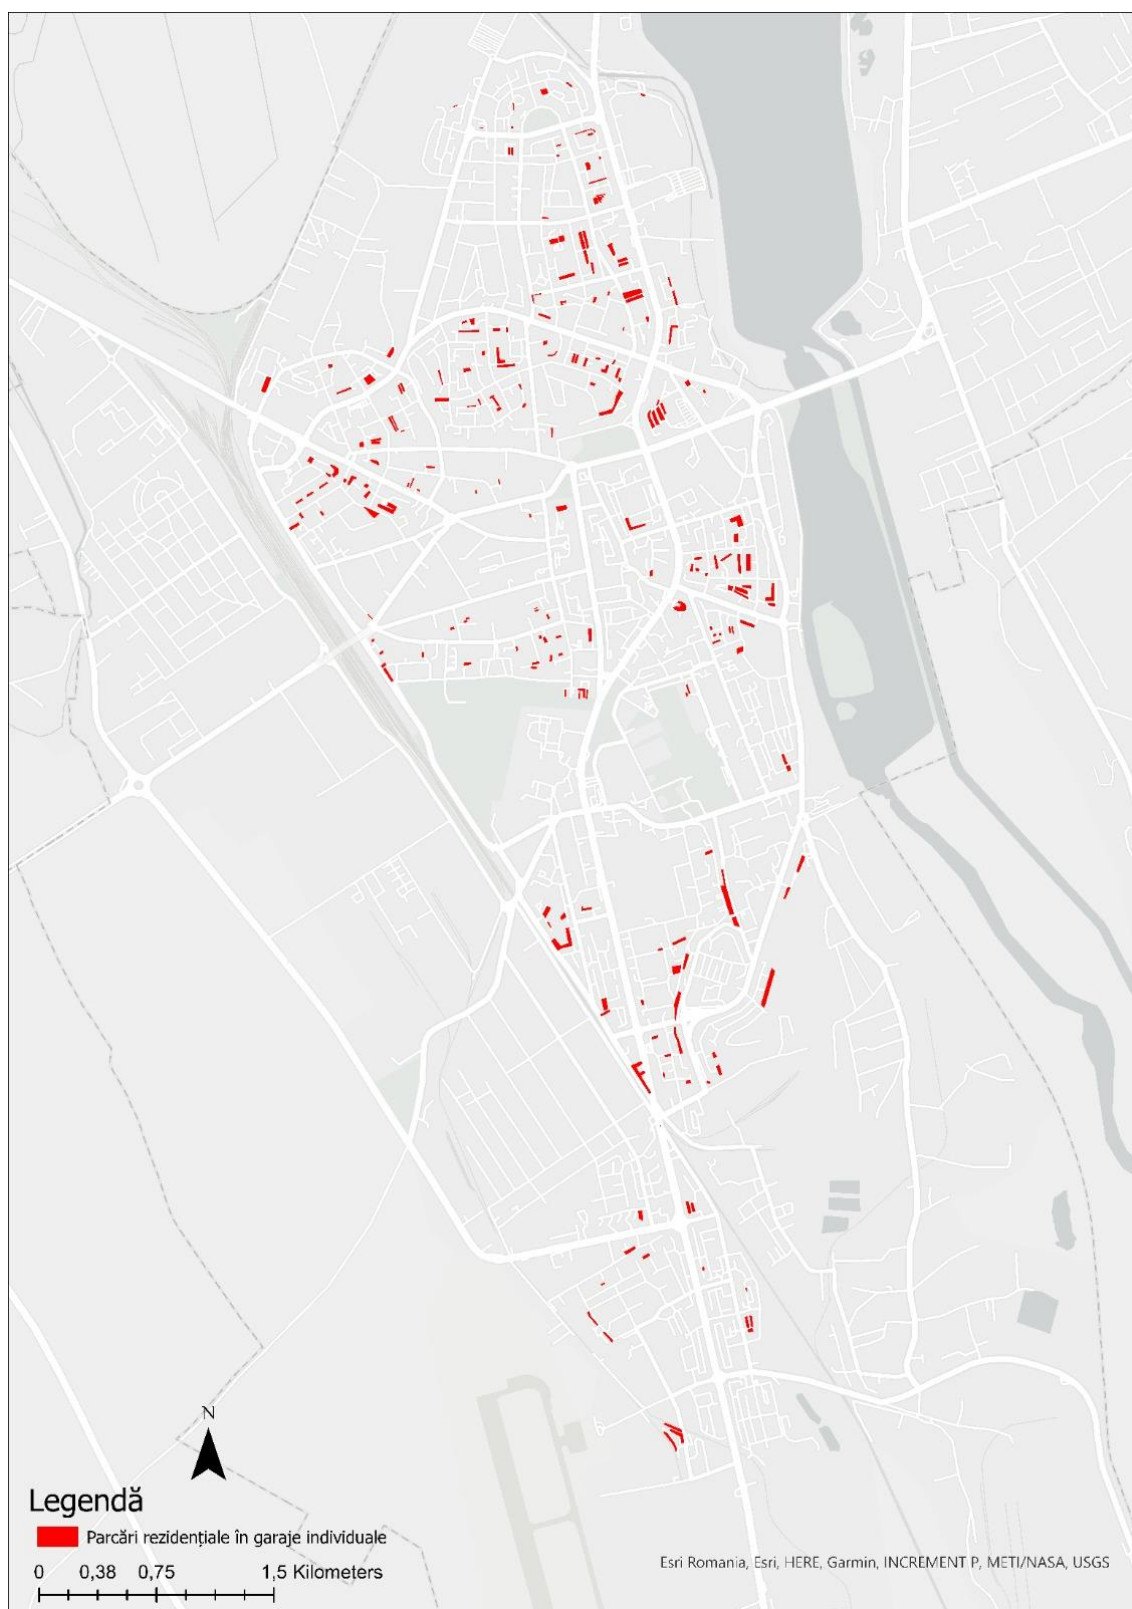 N
Legendă
Parcări rezidențiale în garaje individuale
0 0,38 0,75 1,5 Kilometers
Esri Romania, Esri, HERE, Garmin, INCREMENT P, METI/NASA, USGS